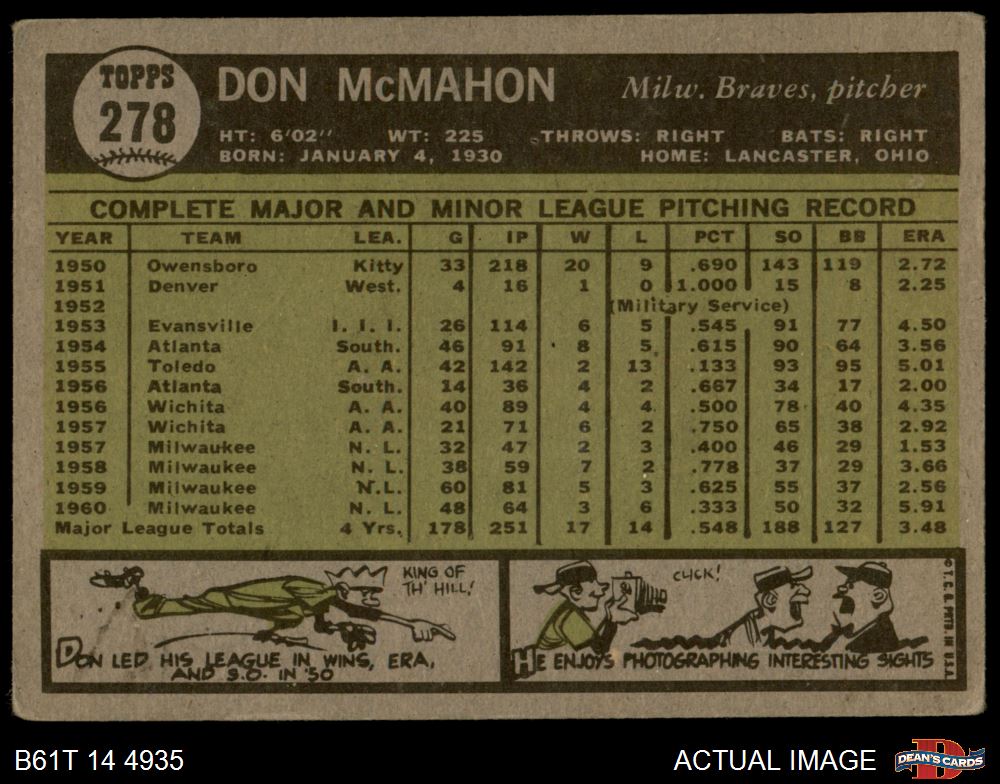 TOPPS
278
DON McMAHON
Milw. Braves, pitcher
HT: 6'02'' WT: 225 THROWS: RIGHT BATS: RIGHT
BORN: JANUARY 4, 1930 HOME: LANCASTER, OHIO
COMPLETE MAJOR AND MINOR LEAGUE PITCHING RECORD
YEAR TEAM LEA. G IP W L PCT SO BB ERA
1950 Owensboro Kitty 33 218 20 9 .690 143 119 2.72
1951 Denver West. 4 16 1 0 1.000 15 8 2.25
1952 (Military Service)
1953 Evansville I. I. I. 26 114 6 5 .545 91 77 4.50
1954 Atlanta South. 46 91 8 5 .615 90 64 3.56
1955 Toledo A. A. 42 142 2 13 .133 93 95 5.01
1956 Atlanta South. 14 36 4 2 .667 34 17 2.00
1956 Wichita A. A. 40 89 4 4 .500 78 40 4.35
1957 Wichita A. A. 21 71 6 2 .750 65 38 2.92
1957 Milwaukee N. L. 32 47 2 3 .400 46 29 1.53
1958 Milwaukee N. L. 38 59 7 2 .778 37 29 3.66
1959 Milwaukee N.L. 60 81 5 3 .625 55 37 2.56
1960 Milwaukee N. L. 48 64 3 6 .333 50 32 5.91
Major League Totals 4 Yrs. 178 251 17 14 .548 188 127 3.48
KING OF
TH' HILL!
DON LED HIS LEAGUE IN WINS, ERA,
AND S.O. IN '50
CLICK!
HE ENJOYS PHOTOGRAPHING INTERESTING SIGHTS
© T. C. G. PRTD. IN U.S.A.
B61T 14 4935
ACTUAL IMAGE
DEAN'S CARDS